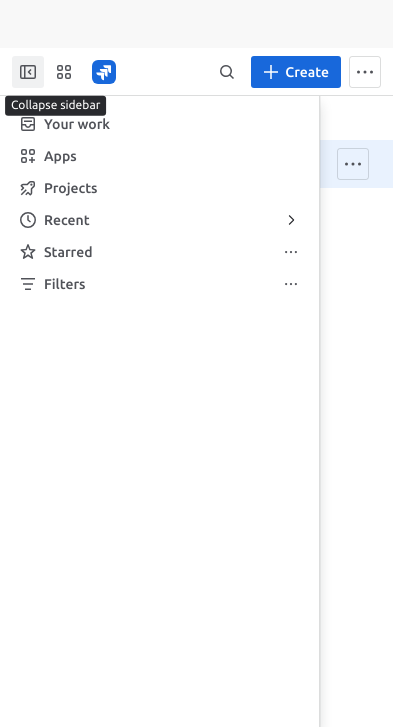 Create
Collapse sidebar
Your work
Apps
Projects
Recent
Starred
Filters